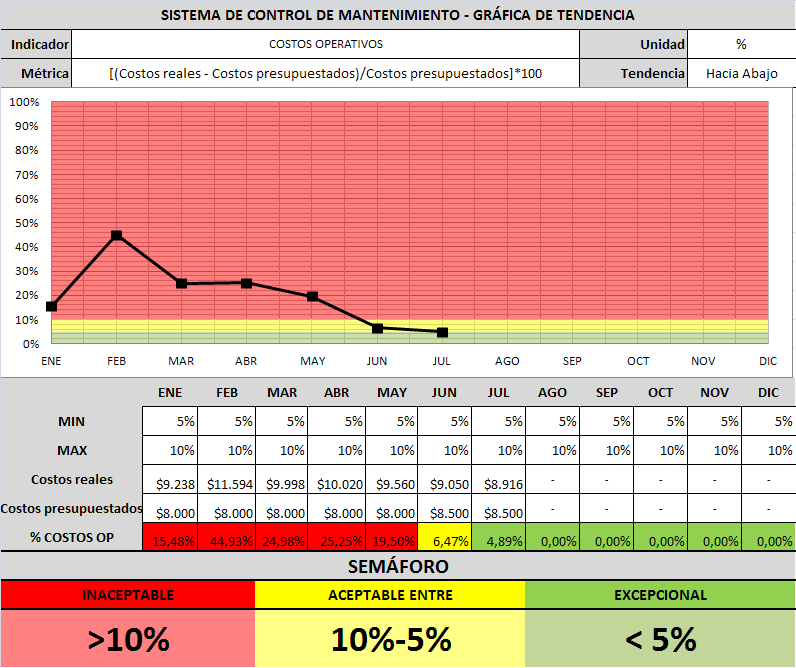 SISTEMA DE CONTROL DE MANTENIMIENTO - GRÁFICA DE TENDENCIA
Indicador COSTOS OPERATIVOS Unidad %
Métrica [(Costos reales - Costos presupuestados)/Costos presupuestados]*100 Tendencia Hacia Abajo
100%
90%
80%
70%
60%
50%
40%
30%
20%
10%
0%
ENE FEB MAR ABR MAY JUN JUL AGO SEP OCT NOV DIC
ENE FEB MAR ABR MAY JUN JUL AGO SEP OCT NOV DIC
MIN 5% 5% 5% 5% 5% 5% 5% 5% 5% 5% 5% 5%
MAX 10% 10% 10% 10% 10% 10% 10% 10% 10% 10% 10% 10%
Costos reales $9.238 $11.594 $9.998 $10.020 $9.560 $9.050 $8.916 - - - - -
Costos presupuestados $8.000 $8.000 $8.000 $8.000 $8.000 $8.500 $8.500 - - - - -
% COSTOS OP 15,48% 44,93% 24,98% 25,25% 19,50% 6,47% 4,89% 0,00% 0,00% 0,00% 0,00% 0,00%
SEMÁFORO
INACEPTABLE ACEPTABLE ENTRE EXCEPCIONAL
>10% 10%-5% < 5%